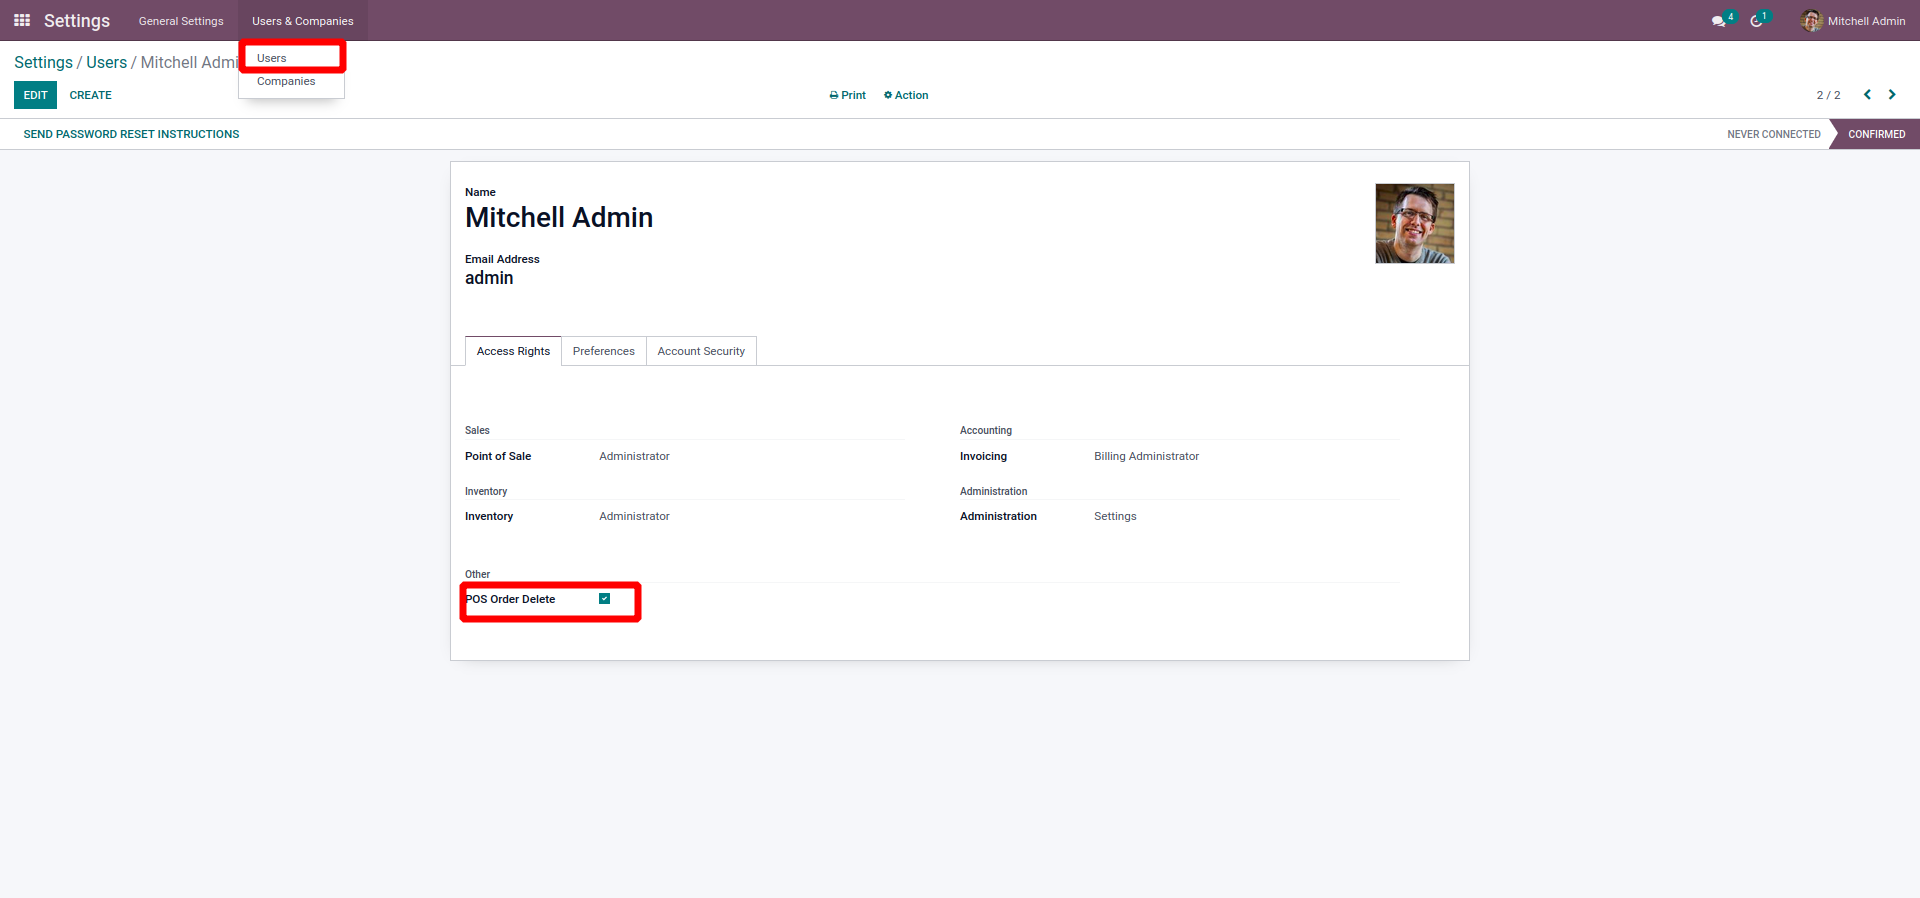 Settings General Settings Users & Companies 4 1 Mitchell Admin
Settings / Users / Mitchell Admi
Users
Companies
EDIT CREATE Print Action 2 / 2
SEND PASSWORD RESET INSTRUCTIONS NEVER CONNECTED CONFIRMED
Name
Mitchell Admin
Email Address
admin
Access Rights Preferences Account Security
Sales Accounting
Point of Sale Administrator Invoicing Billing Administrator
Inventory Administration
Inventory Administrator Administration Settings
Other
POS Order Delete